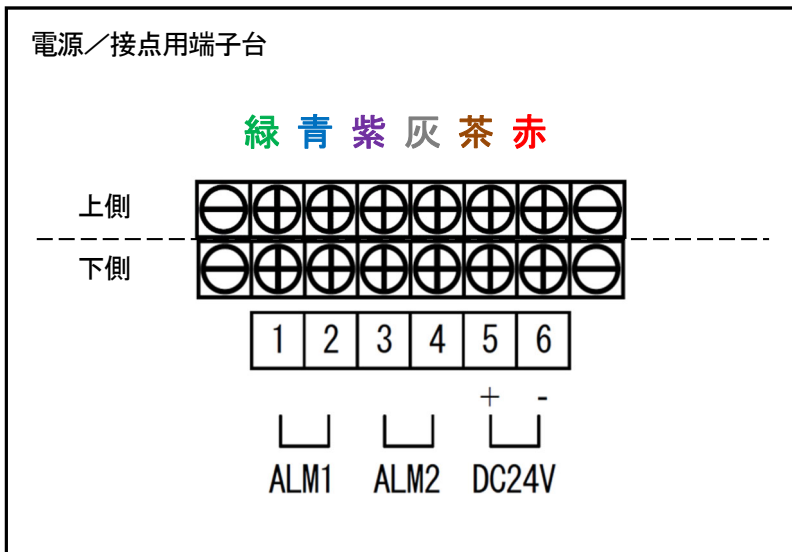 電源／接点用端子台
緑 青 紫 灰 茶 赤
上側
下側
1 2 3 4 5 6
+ -
ALM1 ALM2 DC24V